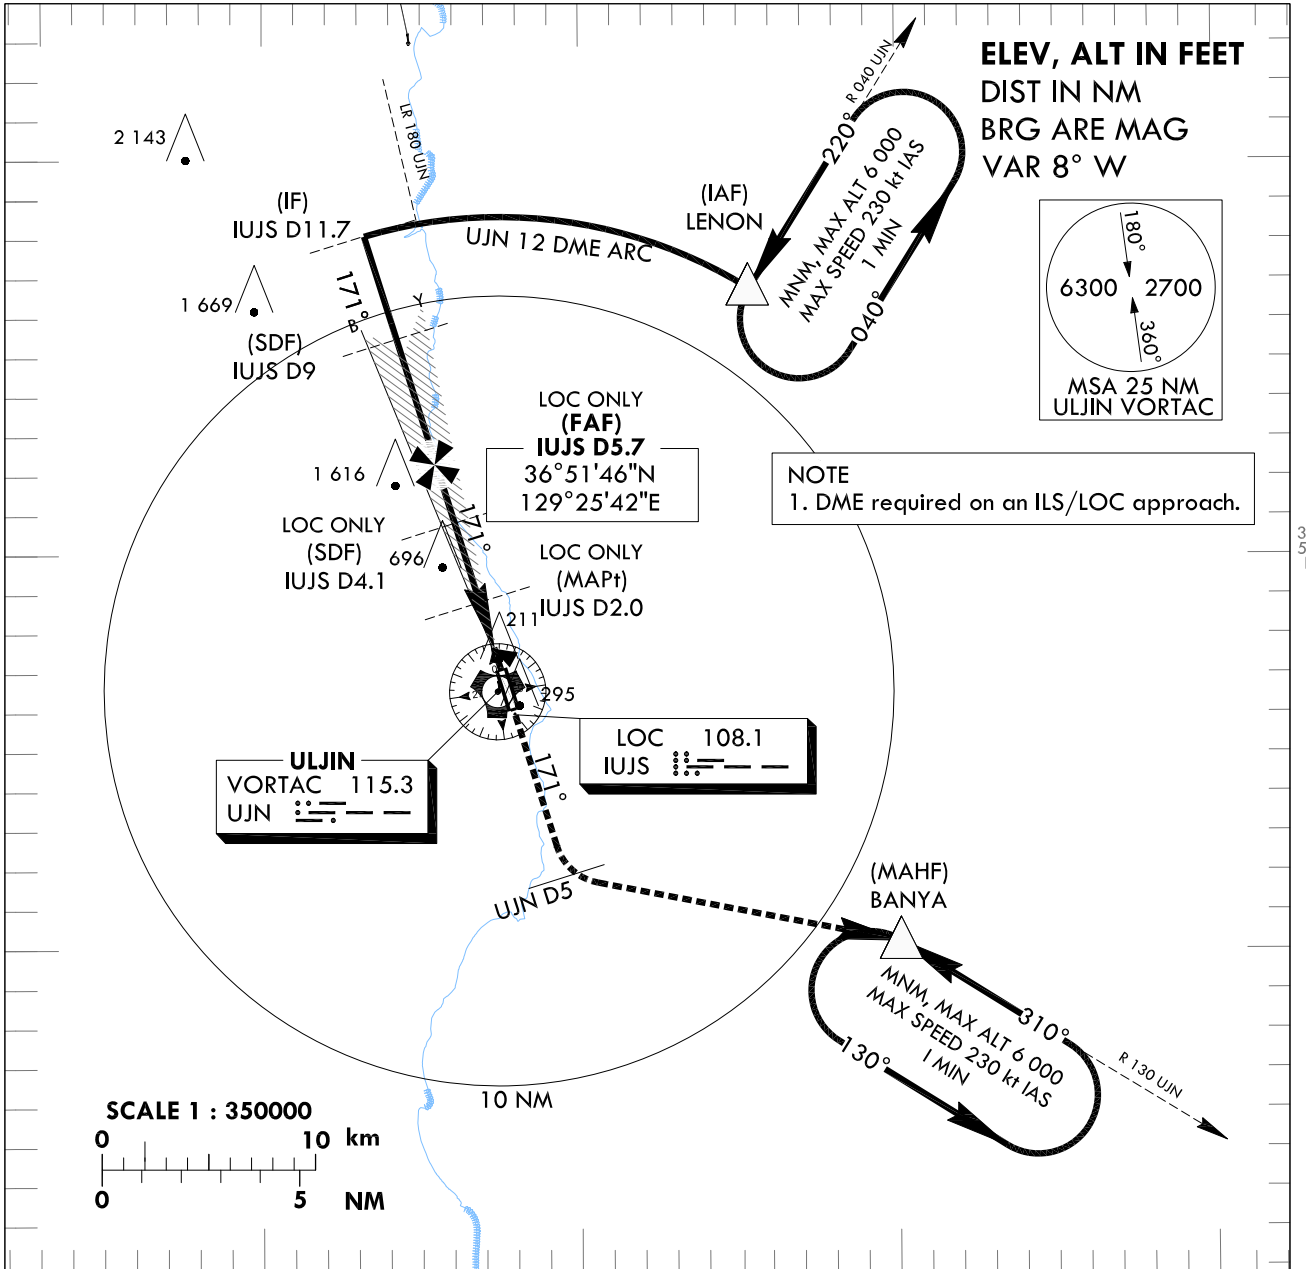 ELEV, ALT IN FEET
DIST IN NM
BRG ARE MAG
VAR 8° W
R 040 UJN
2 143
LR 180 UJN
220°
MNM, MAX ALT 6 000
MAX SPEED 230 kt IAS
1 MIN
040°
(IAF)
LENON
(IF)
IUJS D11.7
UJN 12 DME ARC
180°
6300 2700
360°
MSA 25 NM
ULJIN VORTAC
171°
1 669
B
Y
(SDF)
IUJS D9
LOC ONLY
(FAF)
IUJS D5.7
36°51'46"N
129°25'42"E
NOTE
1. DME required on an ILS/LOC approach.
1 616
171°
LOC ONLY
(SDF)
IUJS D4.1
696
LOC ONLY
(MAPt)
IUJS D2.0
35
211
295
ULJIN
VORTAC 115.3
UJN
LOC 108.1
IUJS
171°
UJN D5
(MAHF)
BANYA
MNM, MAX ALT 6 000
MAX SPEED 230 kt IAS
1 MIN
310°
130°
R 130 UJN
10 NM
SCALE 1 : 350000
0 10 km
0 5 NM